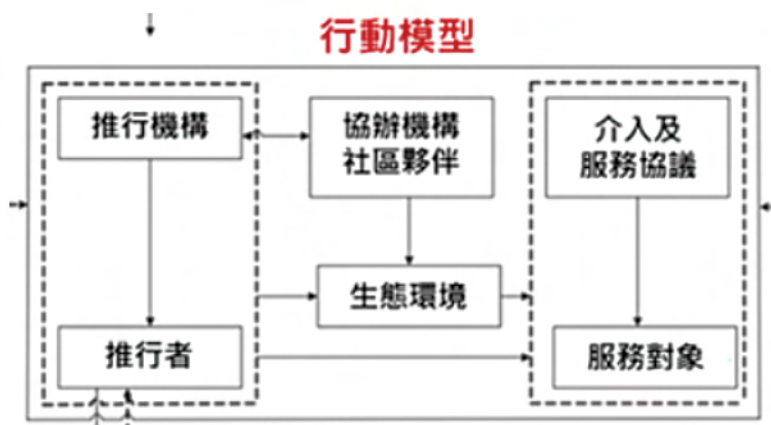 行動模型
推行機構
協辦機構
社區夥伴
介入及
服務協議
生態環境
推行者
服務對象